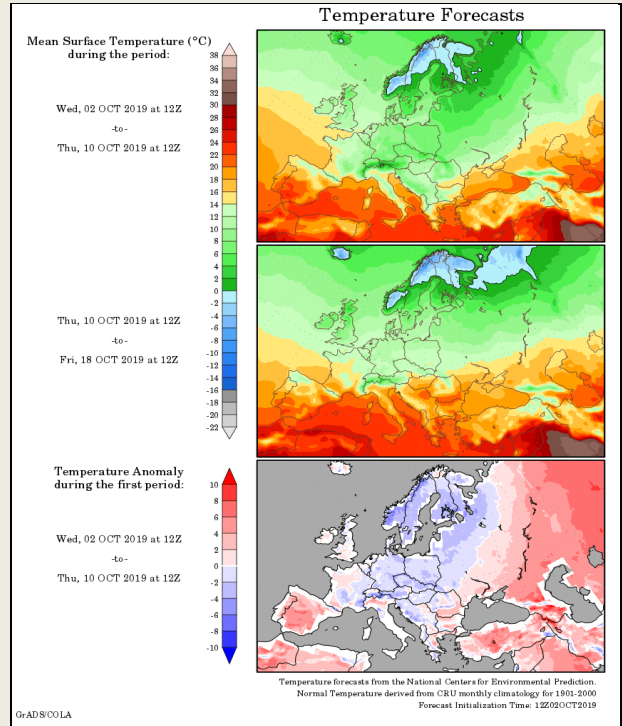 Temperature Forecasts
Mean Surface Temperature (°C)
during the period:
38
36
34
32
30
28
26
24
22
20
18
16
14
12
10
8
6
4
2
0
-2
-4
-6
-8
-10
-12
-14
-16
-18
-20
-22
Wed, 02 OCT 2019 at 12Z
-to-
Thu, 10 OCT 2019 at 12Z
Thu, 10 OCT 2019 at 12Z
-to-
Fri, 18 OCT 2019 at 12Z
Temperature Anomaly
during the first period:
10
8
6
4
2
0
-2
-4
-6
-8
-10
Wed, 02 OCT 2019 at 12Z
-to-
Thu, 10 OCT 2019 at 12Z
Temperature forecasts from the National Centers for Environmental Prediction.
Normal Temperature derived from CRU monthly climatology for 1901-2000
Forecast Initialization Time: 12Z02OCT2019
GrADS/COLA